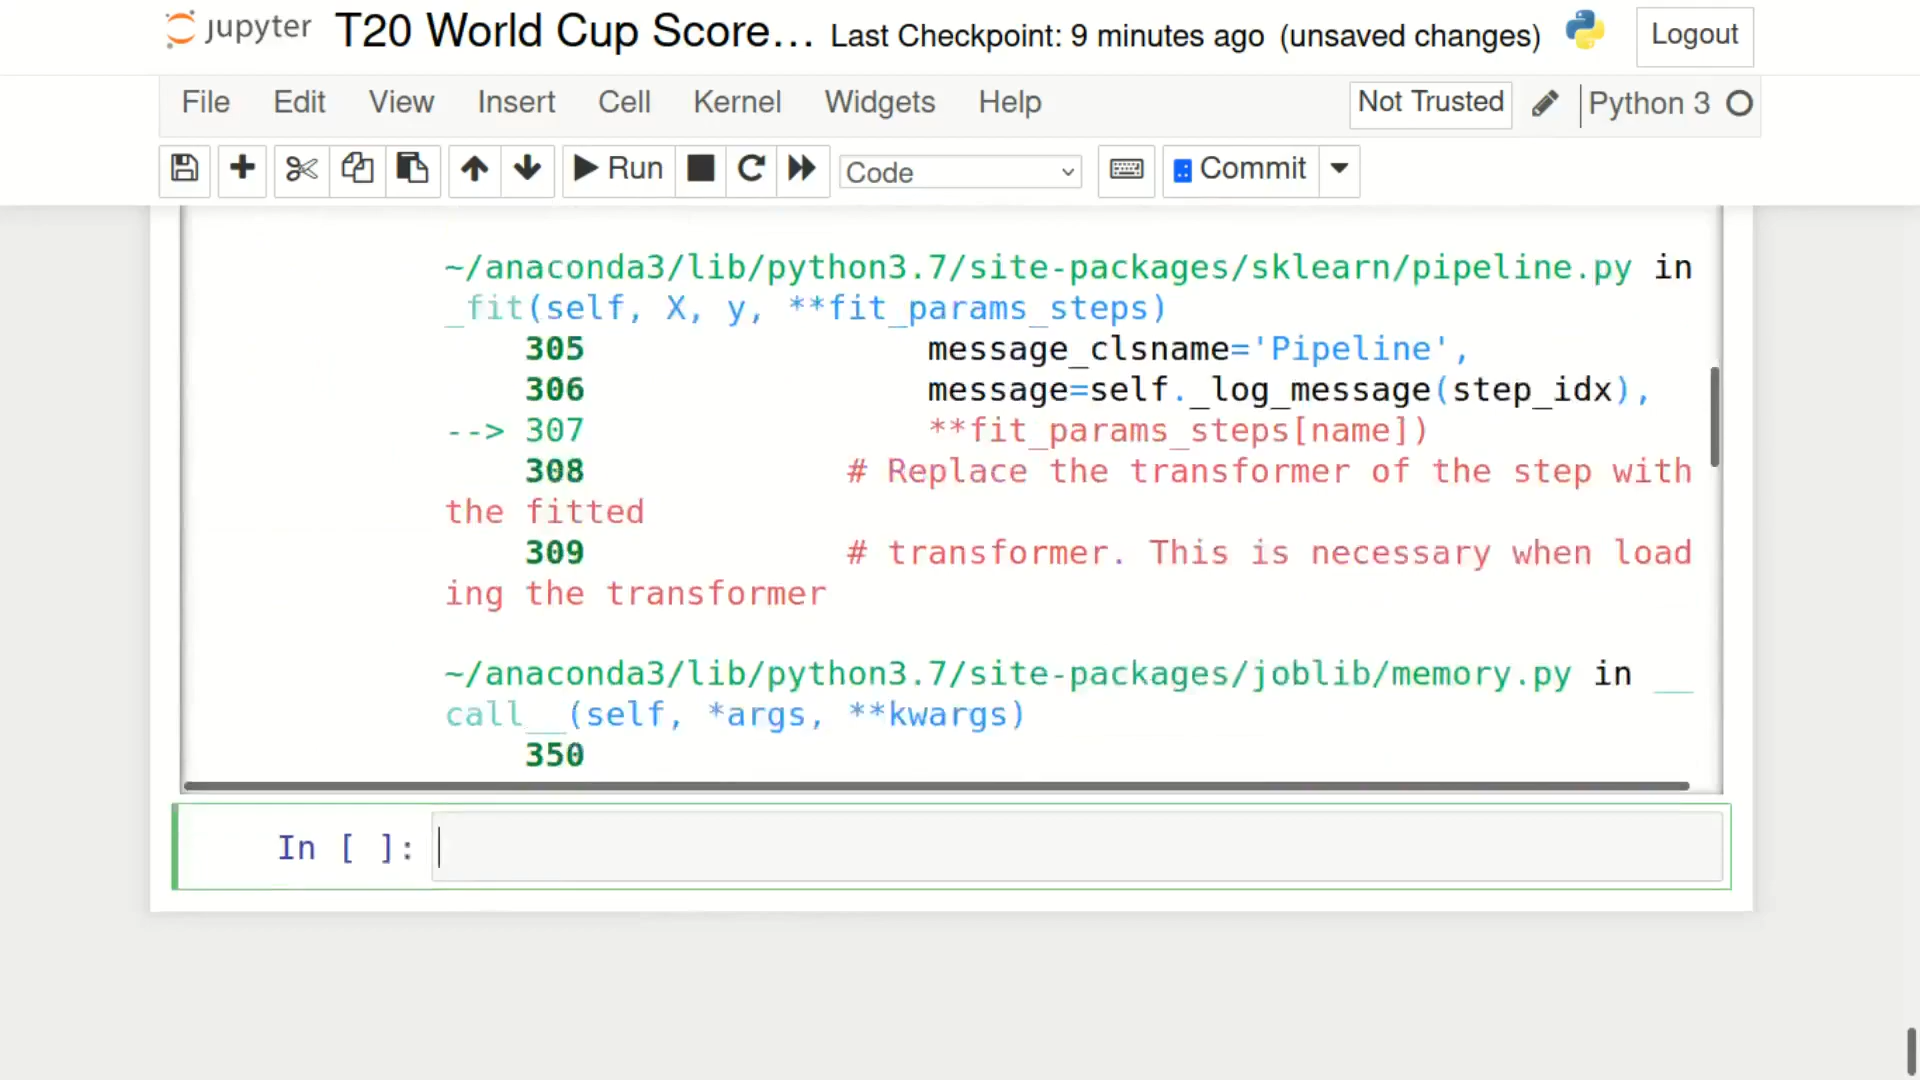 jupyter T20 World Cup Score... Last Checkpoint: 9 minutes ago (unsaved changes) Logout
File Edit View Insert Cell Kernel Widgets Help Not Trusted Python 3
Run Code Commit
~/anaconda3/lib/python3.7/site-packages/sklearn/pipeline.py in
_fit(self, X, y, **fit_params_steps)
305 message_clsname='Pipeline',
306 message=self._log_message(step_idx),
--> 307 **fit_params_steps[name])
308 # Replace the transformer of the step with
the fitted
309 # transformer. This is necessary when load
ing the transformer
~/anaconda3/lib/python3.7/site-packages/joblib/memory.py in __
call__(self, *args, **kwargs)
350
In [ ]: